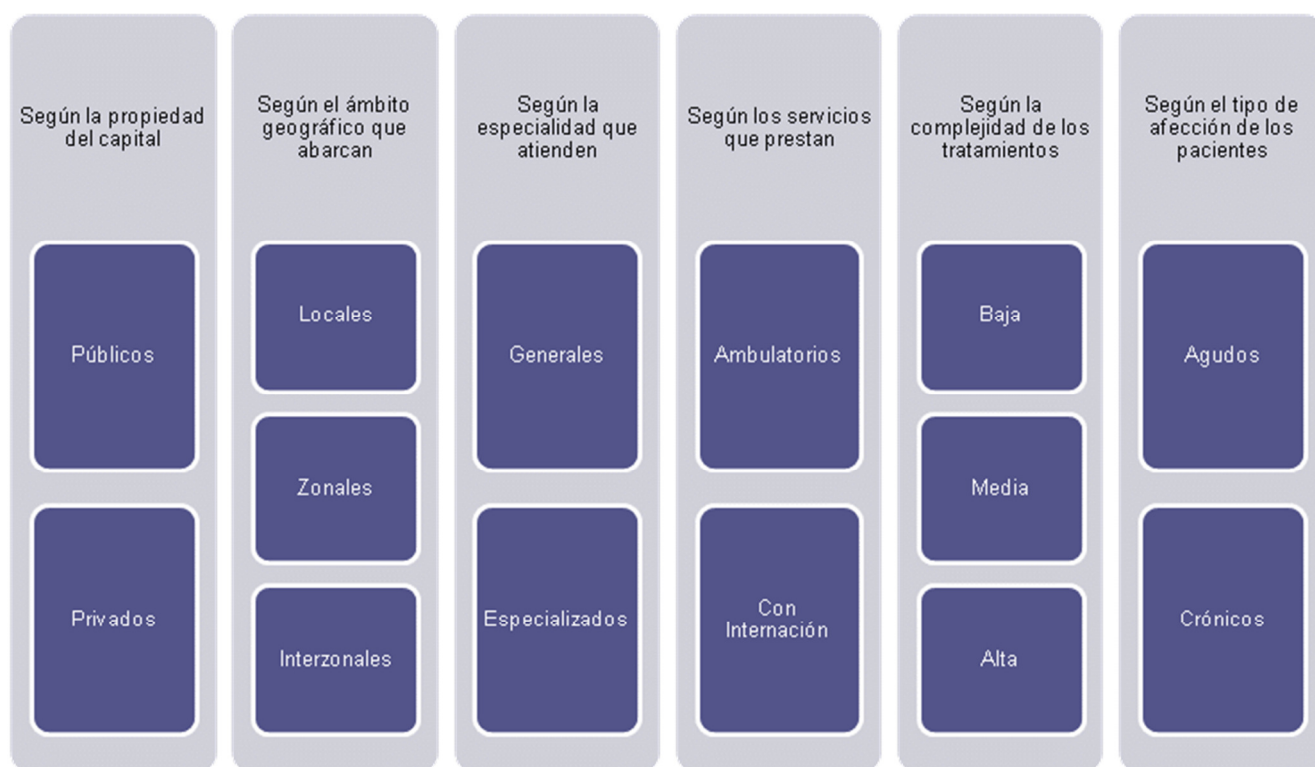 Según la propiedad
del capital
Públicos
Privados
Según el ámbito
geográfico que
abarcan
Locales
Zonales
Interzonales
Según la
especialidad que
atienden
Generales
Especializados
Según los servicios
que prestan
Ambulatorios
Con
Internación
Según la
complejidad de los
tratamientos
Baja
Media
Alta
Según el tipo de
afección de los
pacientes
Agudos
Crónicos